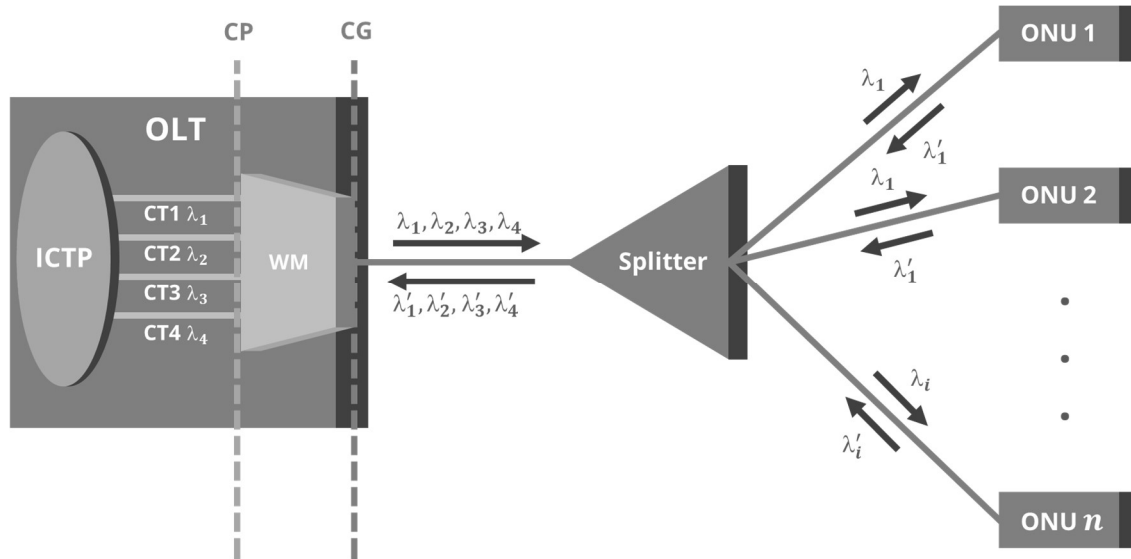 CP
CG
OLT
ICTP
CT1 λ₁
CT2 λ₂
CT3 λ₃
CT4 λ₄
WM
λ₁, λ₂, λ₃, λ₄
λ′₁, λ′₂, λ′₃, λ′₄
Splitter
λ₁
λ′₁
λ₁
λ′₁
λᵢ
λ′ᵢ
ONU 1
ONU 2
ONU n